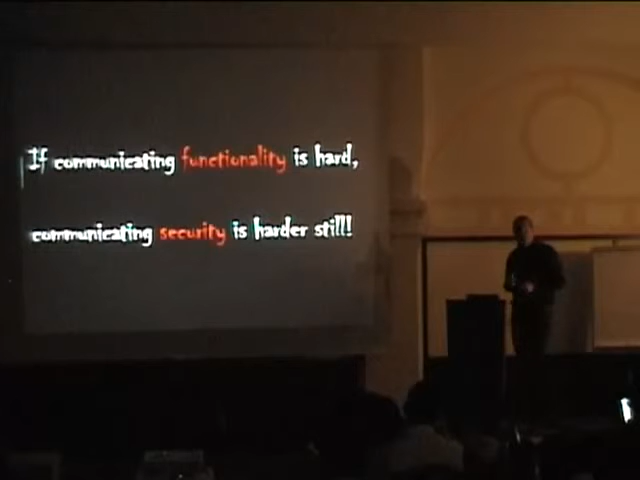 If communicating functionality is hard,
communicating security is harder still!